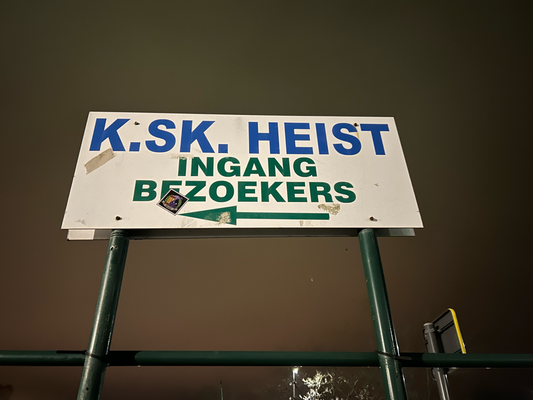 K.SK. HEIST
INGANG
BEZOEKERS